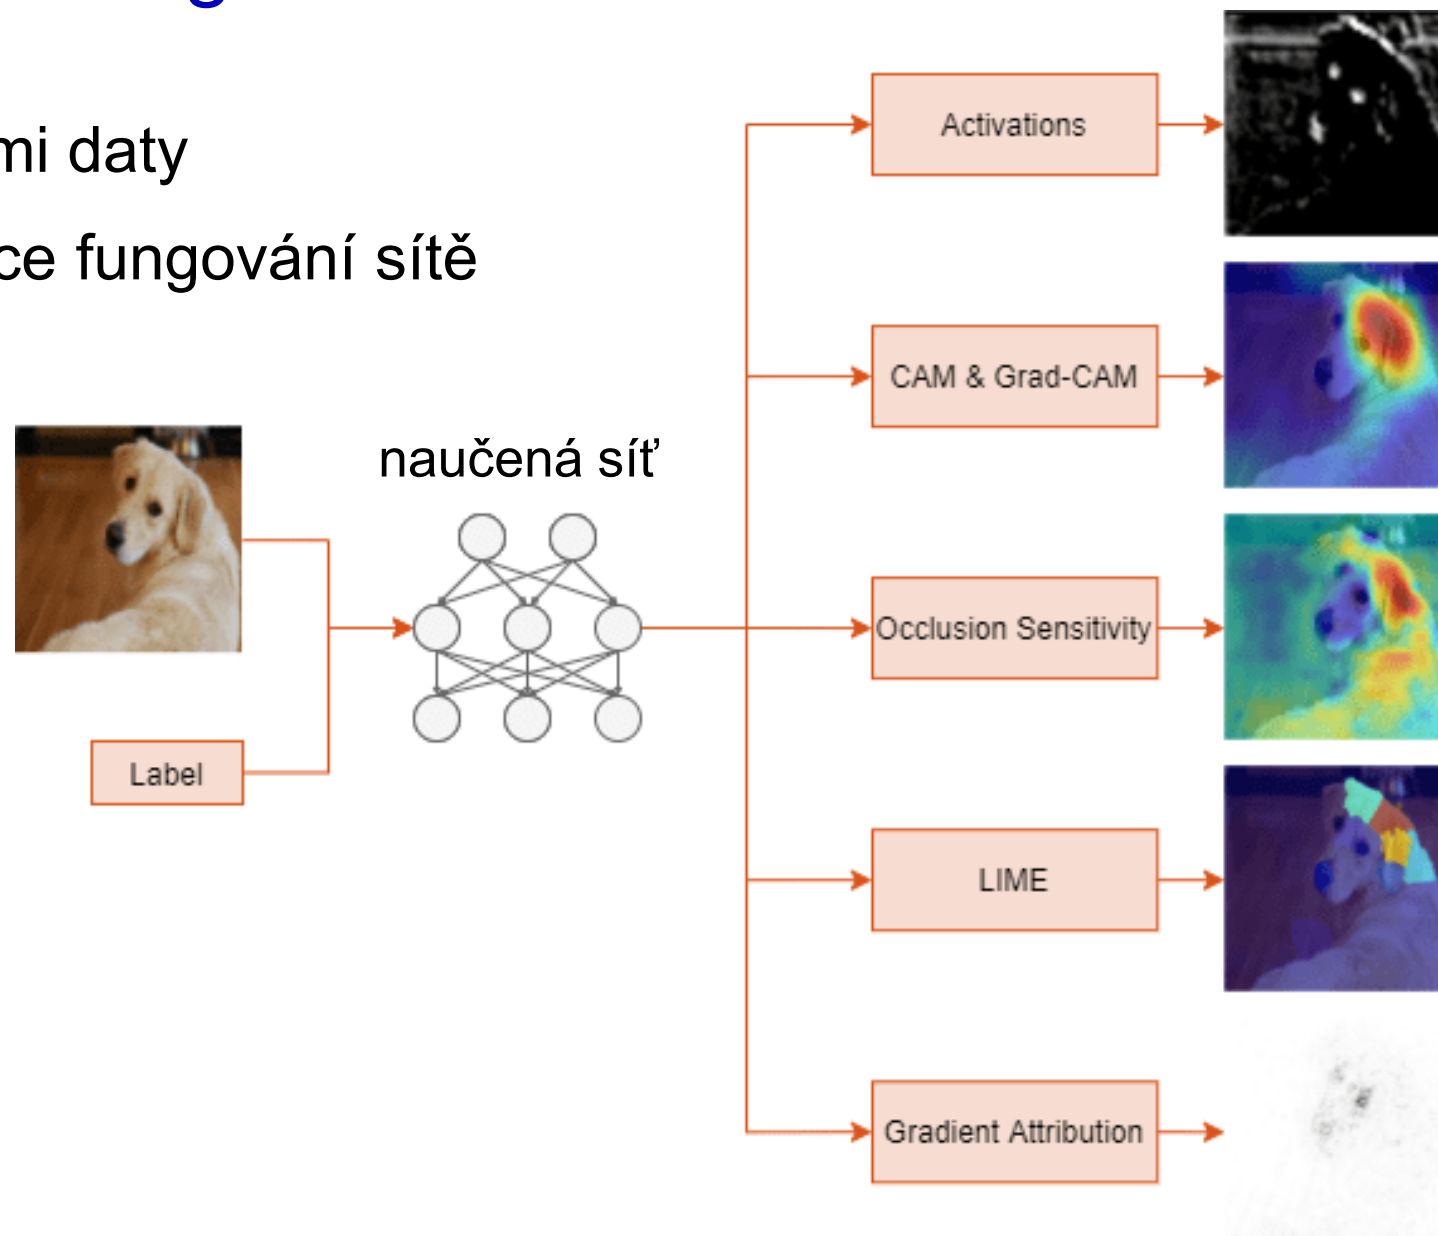 g
mi daty
ce fungování sítě
naučená síť
Label
Activations
CAM & Grad-CAM
Occlusion Sensitivity
LIME
Gradient Attribution